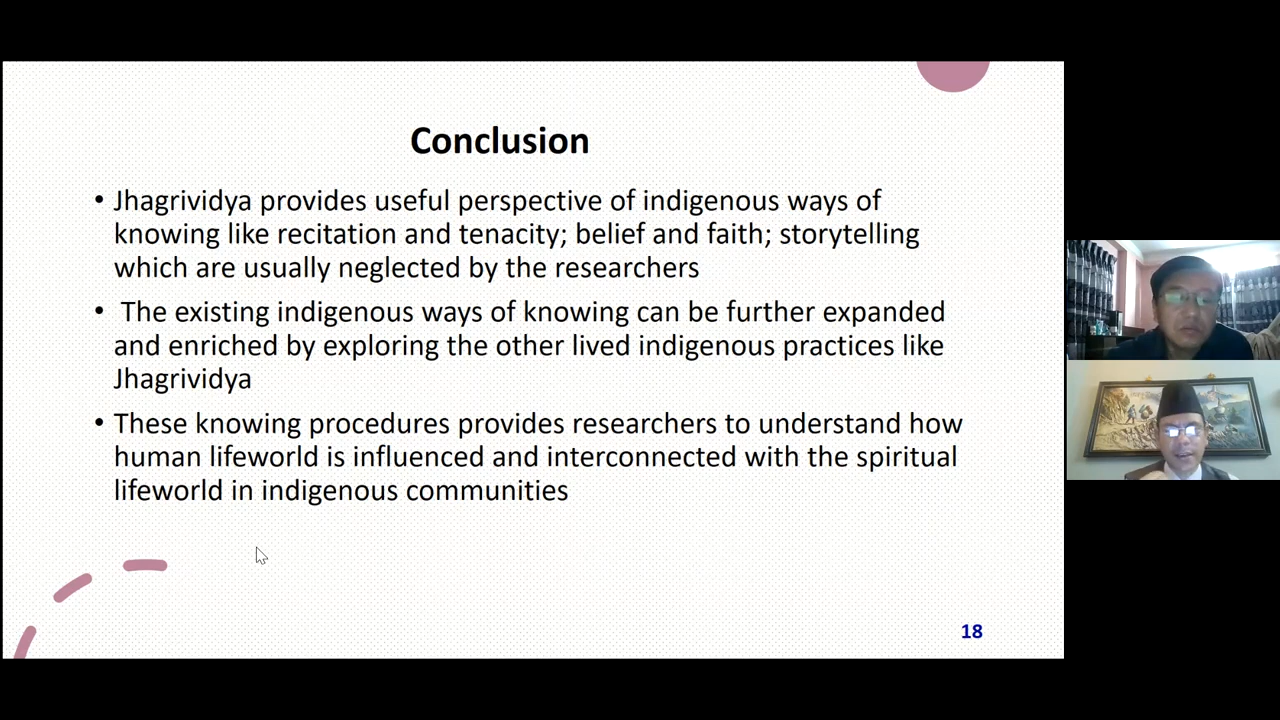 Conclusion
• Jhagrividya provides useful perspective of indigenous ways of
knowing like recitation and tenacity; belief and faith; storytelling
which are usually neglected by the researchers
• The existing indigenous ways of knowing can be further expanded
and enriched by exploring the other lived indigenous practices like
Jhagrividya
• These knowing procedures provides researchers to understand how
human lifeworld is influenced and interconnected with the spiritual
lifeworld in indigenous communities
18